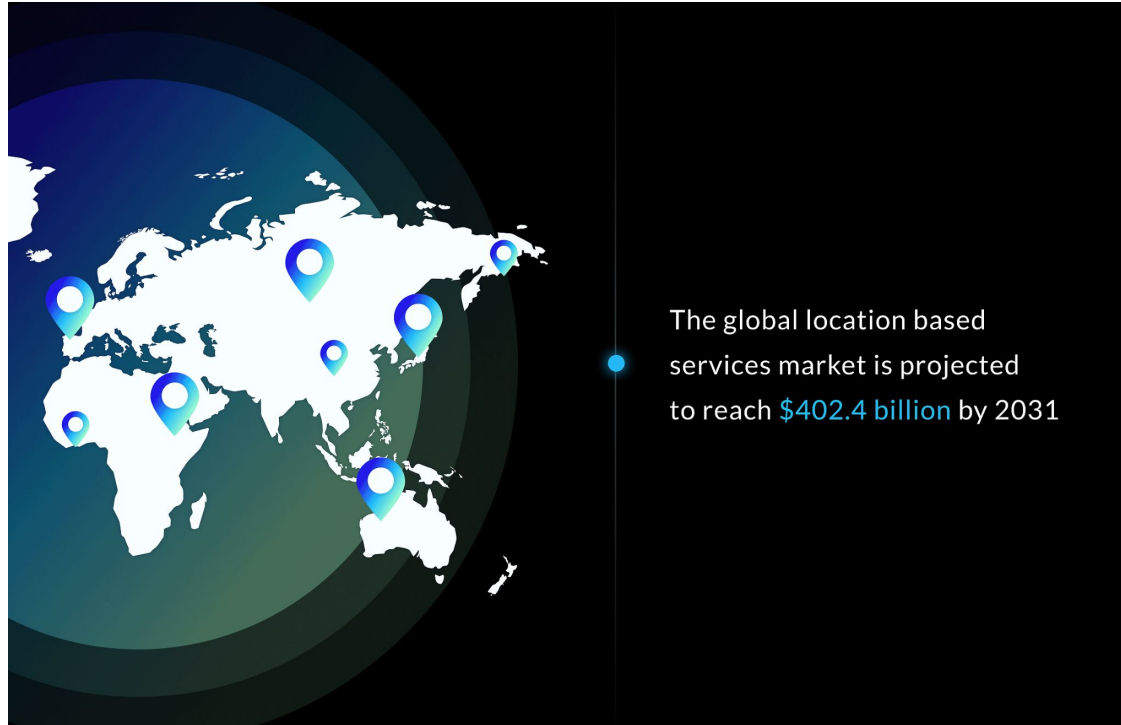 The global location based
services market is projected
to reach $402.4 billion by 2031